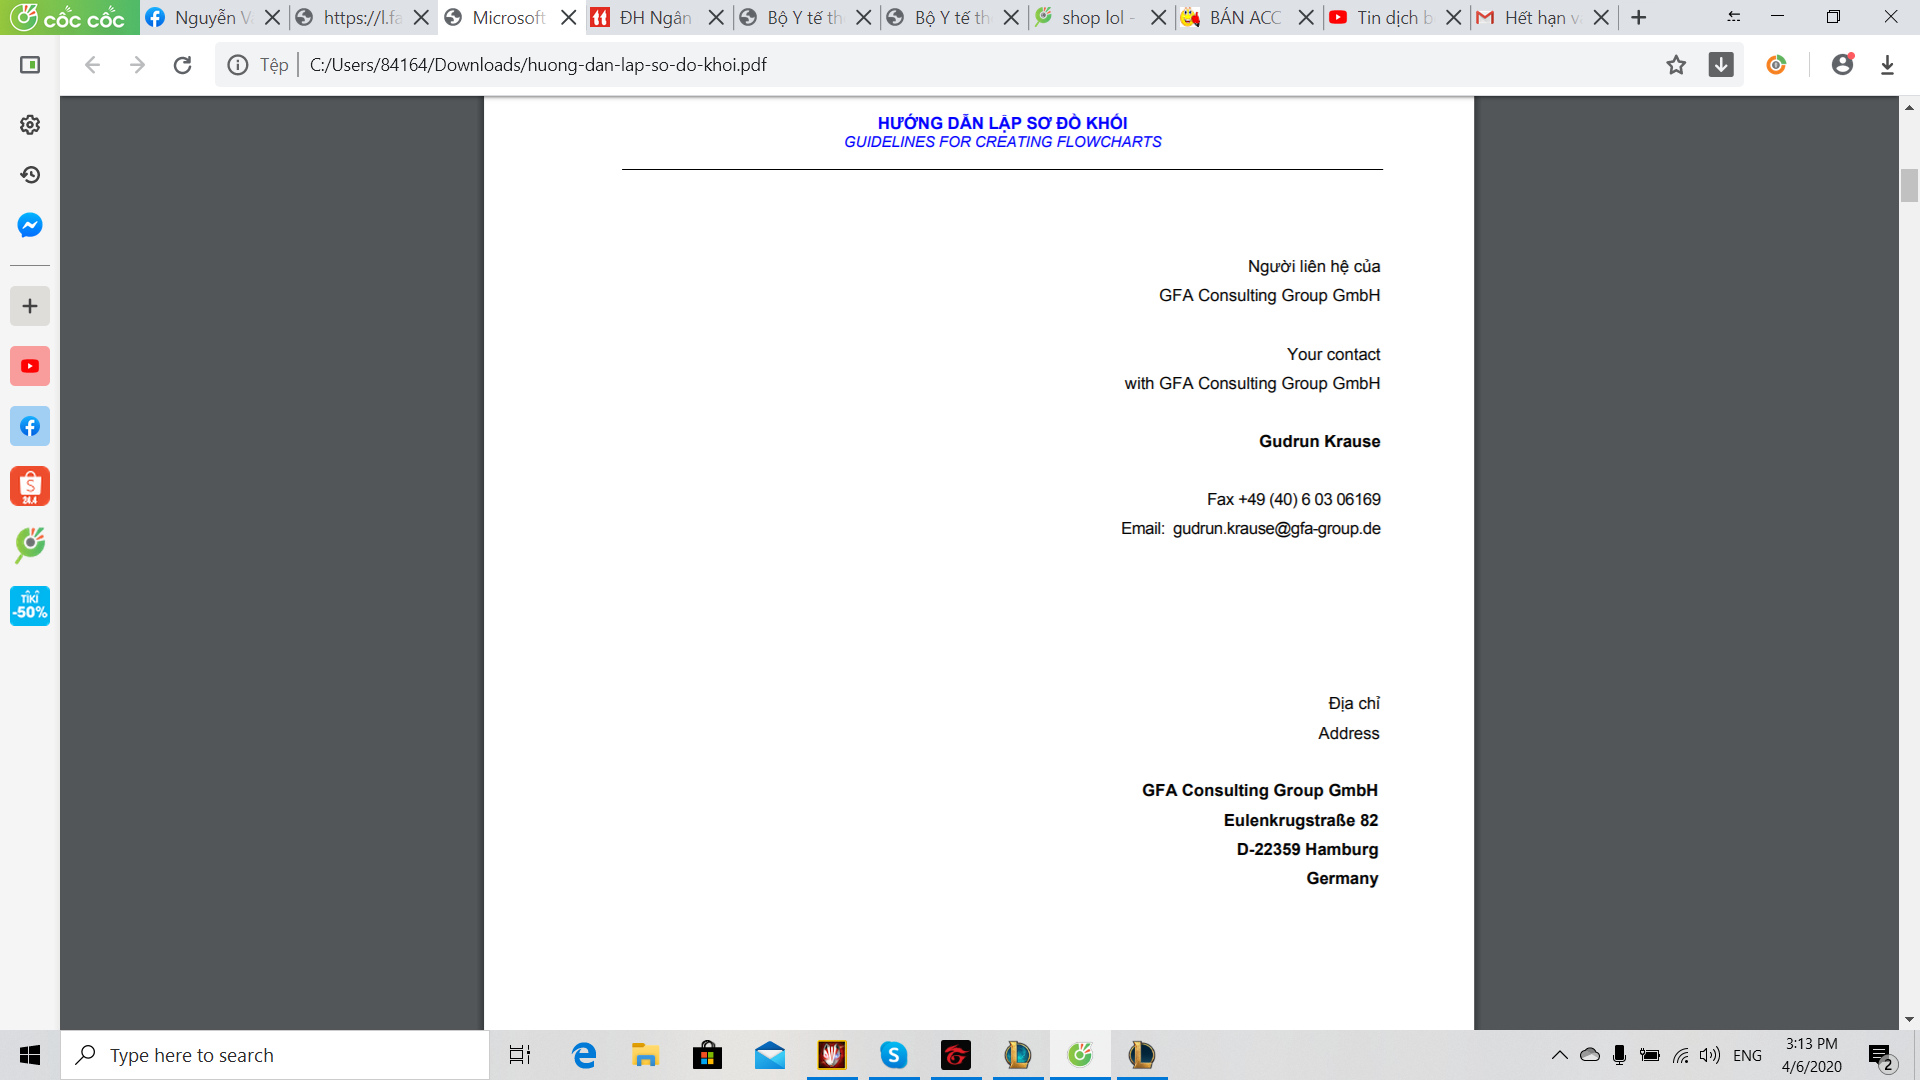 cốc cốc
Nguyễn V
https://l.fa
Microsoft
ĐH Ngân
Bộ Y tế th
Bộ Y tế th
shop lol -
BÁN ACC
Tin dịch b
Hết hạn v
Tệp
C:/Users/84164/Downloads/huong-dan-lap-so-do-khoi.pdf
HƯỚNG DẪN LẬP SƠ ĐỒ KHỐI
GUIDELINES FOR CREATING FLOWCHARTS
Người liên hệ của
GFA Consulting Group GmbH
Your contact
with GFA Consulting Group GmbH
Gudrun Krause
Fax +49 (40) 6 03 06169
Email: gudrun.krause@gfa-group.de
Địa chỉ
Address
GFA Consulting Group GmbH
Eulenkrugstraße 82
D-22359 Hamburg
Germany
S
24.4
TIKI
-50%
Type here to search
S
ENG
3:13 PM
4/6/2020
2